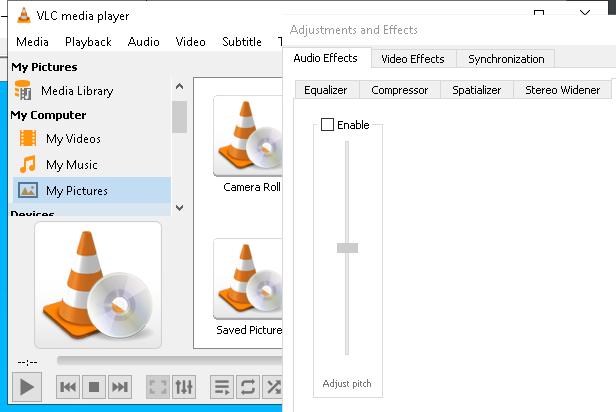 VLC media player
Media Playback Audio Video Subtitle
My Pictures
Media Library
My Computer
My Videos
My Music
My Pictures
Devices
Camera Roll
Saved Picture
--:--
Adjustments and Effects
Audio Effects Video Effects Synchronization
Equalizer Compressor Spatializer Stereo Widener
Enable
Adjust pitch